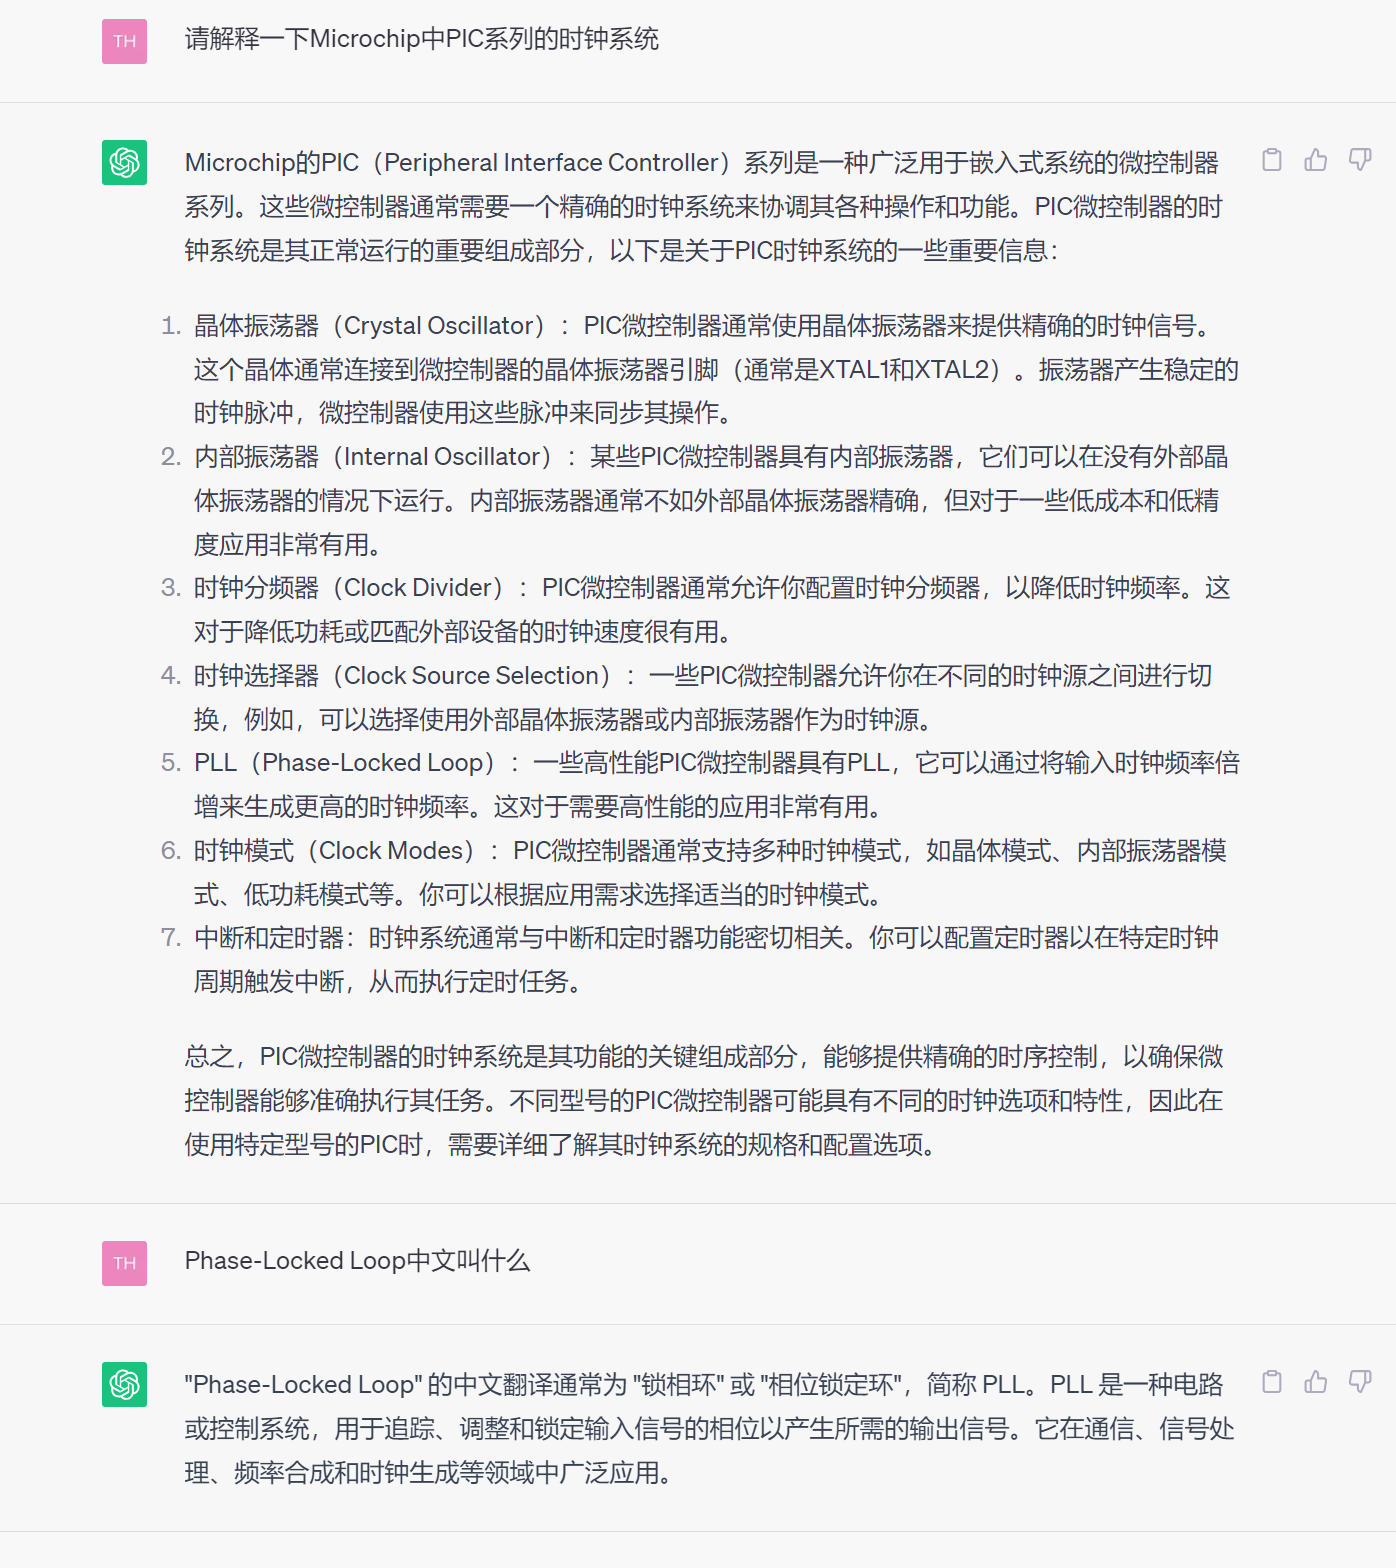 TH
请解释一下Microchip中PIC系列的时钟系统
Microchip的PIC（Peripheral Interface Controller）系列是一种广泛用于嵌入式系统的微控制器
系列。这些微控制器通常需要一个精确的时钟系统来协调其各种操作和功能。PIC微控制器的时
钟系统是其正常运行的重要组成部分，以下是关于PIC时钟系统的一些重要信息：
1. 晶体振荡器（Crystal Oscillator）：PIC微控制器通常使用晶体振荡器来提供精确的时钟信号。
这个晶体通常连接到微控制器的晶体振荡器引脚（通常是XTAL1和XTAL2）。振荡器产生稳定的
时钟脉冲，微控制器使用这些脉冲来同步其操作。
2. 内部振荡器（Internal Oscillator）：某些PIC微控制器具有内部振荡器，它们可以在没有外部晶
体振荡器的情况下运行。内部振荡器通常不如外部晶体振荡器精确，但对于一些低成本和低精
度应用非常有用。
3. 时钟分频器（Clock Divider）：PIC微控制器通常允许你配置时钟分频器，以降低时钟频率。这
对于降低功耗或匹配外部设备的时钟速度很有用。
4. 时钟选择器（Clock Source Selection）：一些PIC微控制器允许你在不同的时钟源之间进行切
换，例如，可以选择使用外部晶体振荡器或内部振荡器作为时钟源。
5. PLL（Phase-Locked Loop）：一些高性能PIC微控制器具有PLL，它可以通过将输入时钟频率倍
增来生成更高的时钟频率。这对于需要高性能的应用非常有用。
6. 时钟模式（Clock Modes）：PIC微控制器通常支持多种时钟模式，如晶体模式、内部振荡器模
式、低功耗模式等。你可以根据应用需求选择适当的时钟模式。
7. 中断和定时器：时钟系统通常与中断和定时器功能密切相关。你可以配置定时器以在特定时钟
周期触发中断，从而执行定时任务。
总之，PIC微控制器的时钟系统是其功能的关键组成部分，能够提供精确的时序控制，以确保微
控制器能够准确执行其任务。不同型号的PIC微控制器可能具有不同的时钟选项和特性，因此在
使用特定型号的PIC时，需要详细了解其时钟系统的规格和配置选项。
TH
Phase-Locked Loop中文叫什么
"Phase-Locked Loop" 的中文翻译通常为 "锁相环" 或 "相位锁定环"，简称 PLL。PLL 是一种电路
或控制系统，用于追踪、调整和锁定输入信号的相位以产生所需的输出信号。它在通信、信号处
理、频率合成和时钟生成等领域中广泛应用。